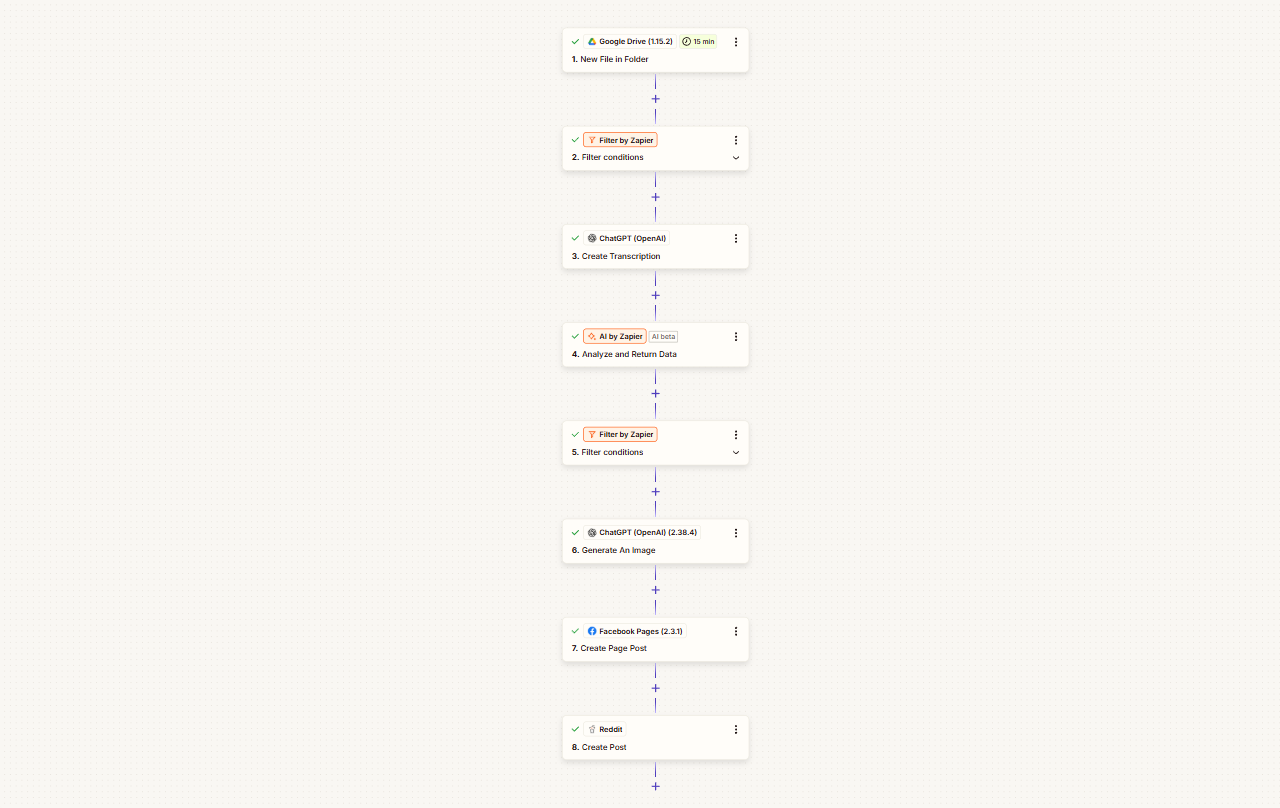 Google Drive (1.15.2) 15 min
1. New File in Folder
Filter by Zapier
2. Filter conditions
ChatGPT (OpenAI)
3. Create Transcription
AI by Zapier AI beta
4. Analyze and Return Data
Filter by Zapier
5. Filter conditions
ChatGPT (OpenAI) (2.38.4)
6. Generate An Image
Facebook Pages (2.3.1)
7. Create Page Post
Reddit
8. Create Post